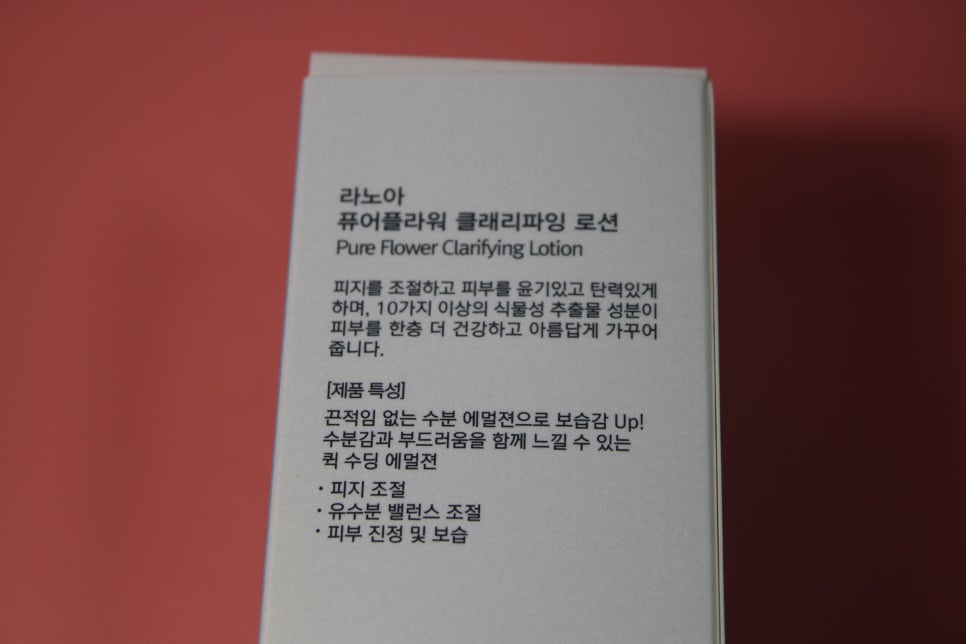 라노아
퓨어플라워 클래리파잉 로션
Pure Flower Clarifying Lotion
피지를 조절하고 피부를 윤기있고 탄력있게
하며, 10가지 이상의 식물성 추출물 성분이
피부를 한층 더 건강하고 아름답게 가꾸어
줍니다.
[제품 특성]
끈적임 없는 수분 에멀젼으로 보습감 Up!
수분감과 부드러움을 함께 느낄 수 있는
퀵 수딩 에멀젼
· 피지 조절
· 유수분 밸런스 조절
· 피부 진정 및 보습